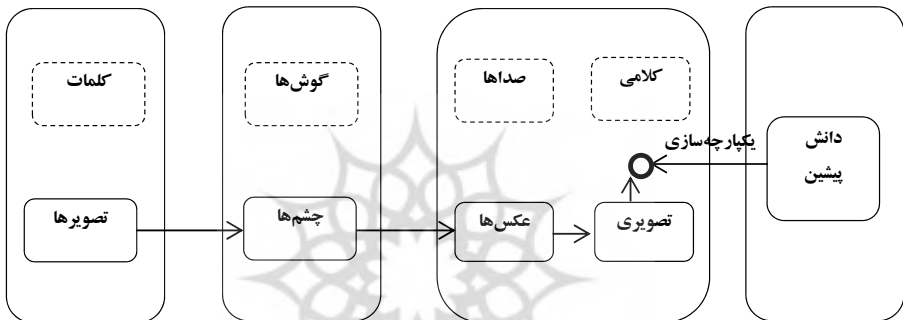 کلمات
گوش‌ها
صداها
کلامی
یکپارچه‌سازی
دانش
پیشین
تصویرها
چشم‌ها
عکس‌ها
تصویری